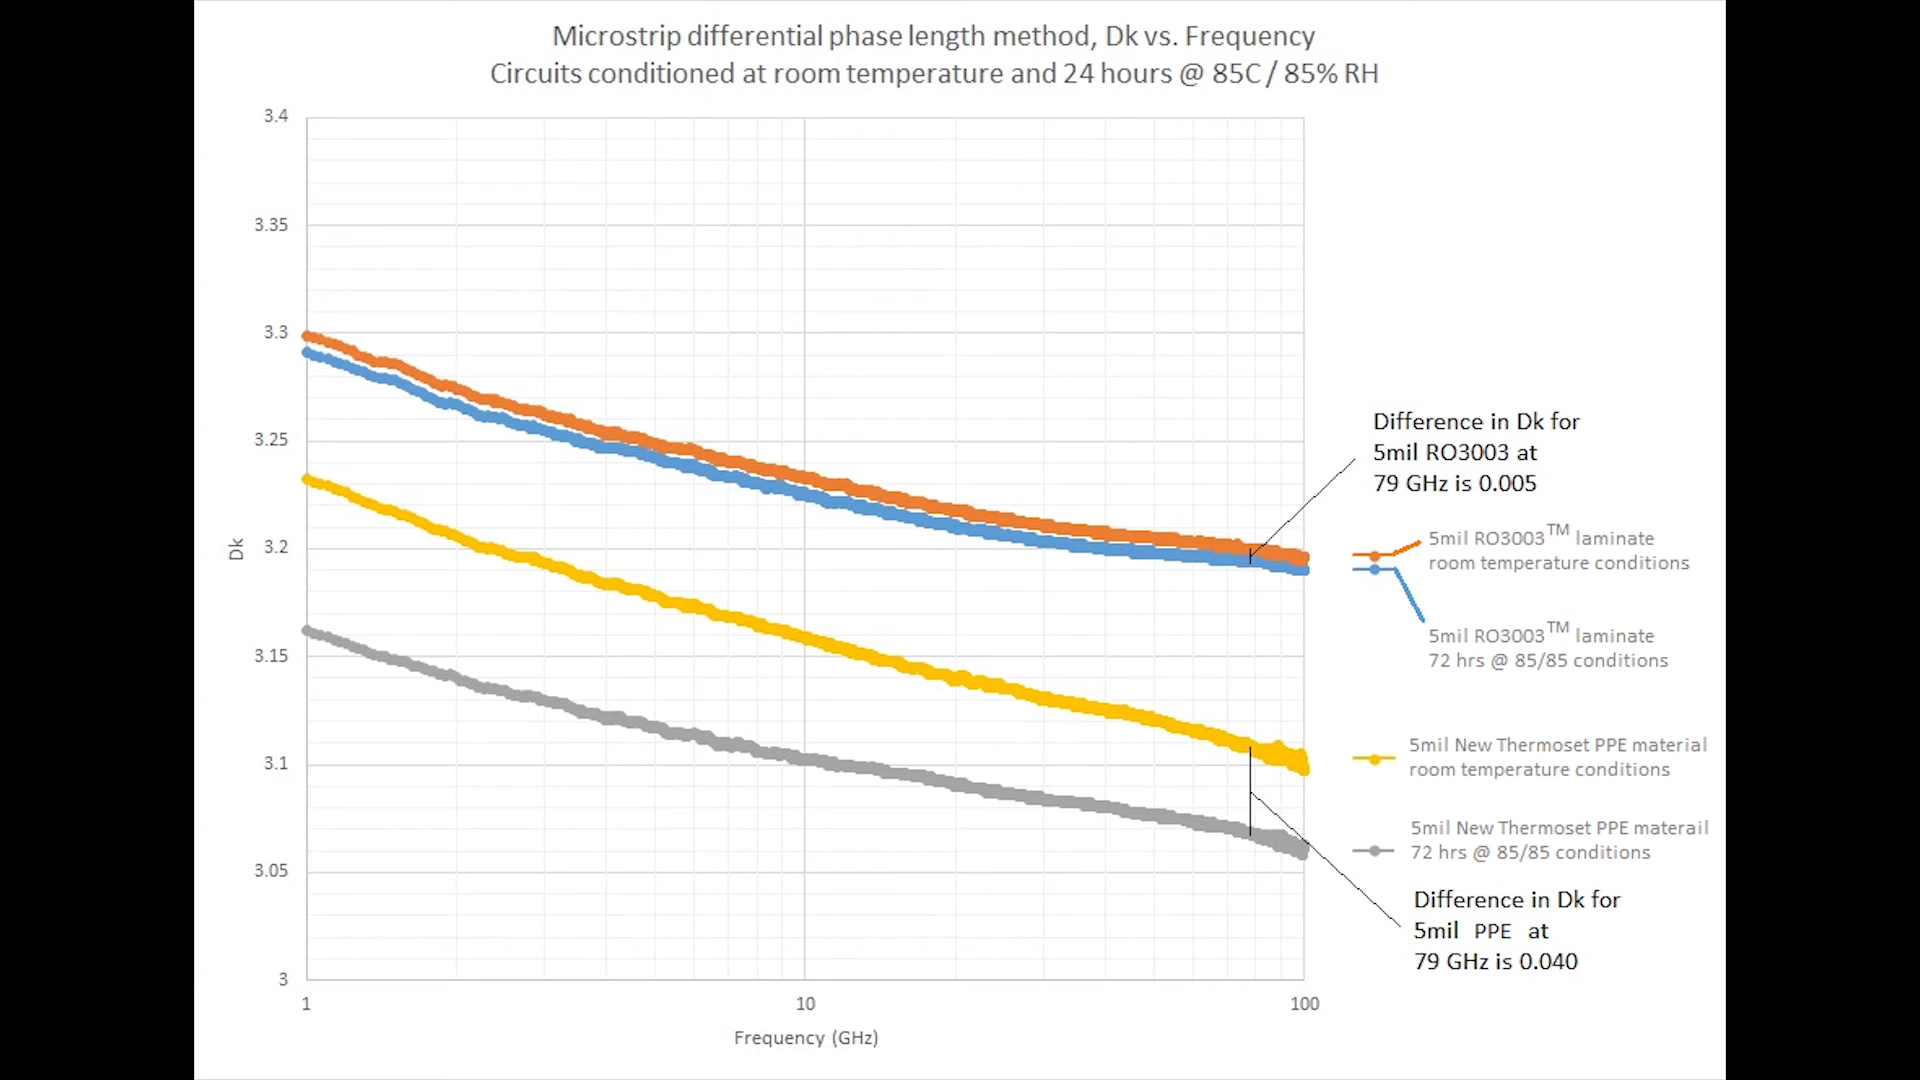 Microstrip differential phase length method, Dk vs. Frequency
Circuits conditioned at room temperature and 24 hours @ 85C / 85% RH
3.4
3.35
3.3
3.25
3.2
3.15
3.1
3.05
3
Dk
1
10
100
Frequency (GHz)
Difference in Dk for
5mil RO3003 at
79 GHz is 0.005
5mil RO3003TM laminate
room temperature conditions
5mil RO3003TM laminate
72 hrs @ 85/85 conditions
5mil New Thermoset PPE material
room temperature conditions
5mil New Thermoset PPE materail
72 hrs @ 85/85 conditions
Difference in Dk for
5mil PPE at
79 GHz is 0.040